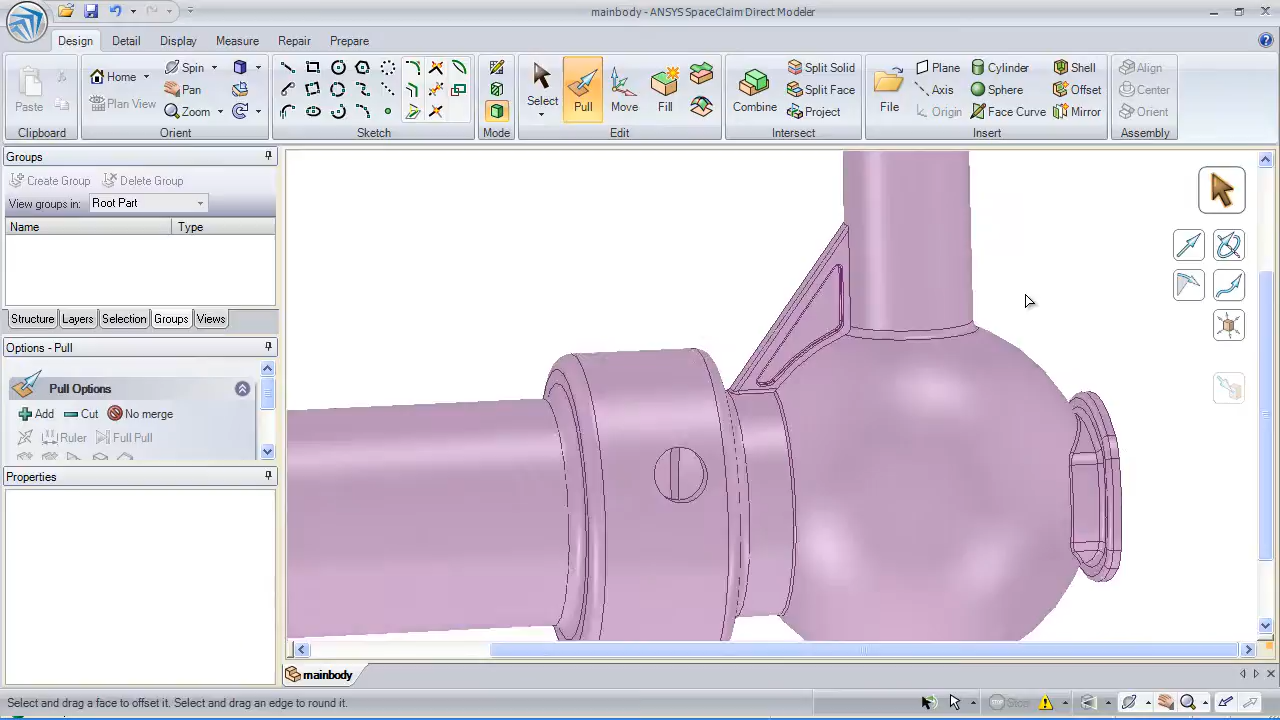 mainbody - ANSYS SpaceClaim Direct Modeler
Design Detail Display Measure Repair Prepare
Paste
Clipboard
Home Spin
Plan View Pan
Zoom
Orient
Sketch
Mode
Select Pull Move Fill
Edit
Combine
Split Solid
Split Face
Project
Intersect
File
Plane Cylinder Shell
Axis Sphere Offset
Origin Face Curve Mirror
Insert
Align
Center
Orient
Assembly
Groups
Create Group Delete Group
View groups in: Root Part
Name Type
Structure Layers Selection Groups Views
Options - Pull
Pull Options
Add Cut No merge
Ruler Full Pull
Properties
mainbody
Select and drag a face to offset it. Select and drag an edge to round it.
Stop